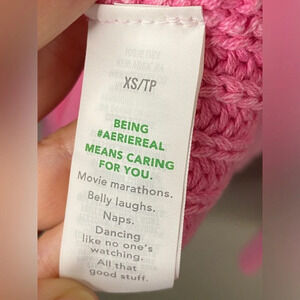 XS/TP
BEING
#AERIEREAL
MEANS CARING
FOR YOU.
Movie marathons.
Belly laughs.
Naps.
Dancing
like no one's
watching.
All that
good stuff.